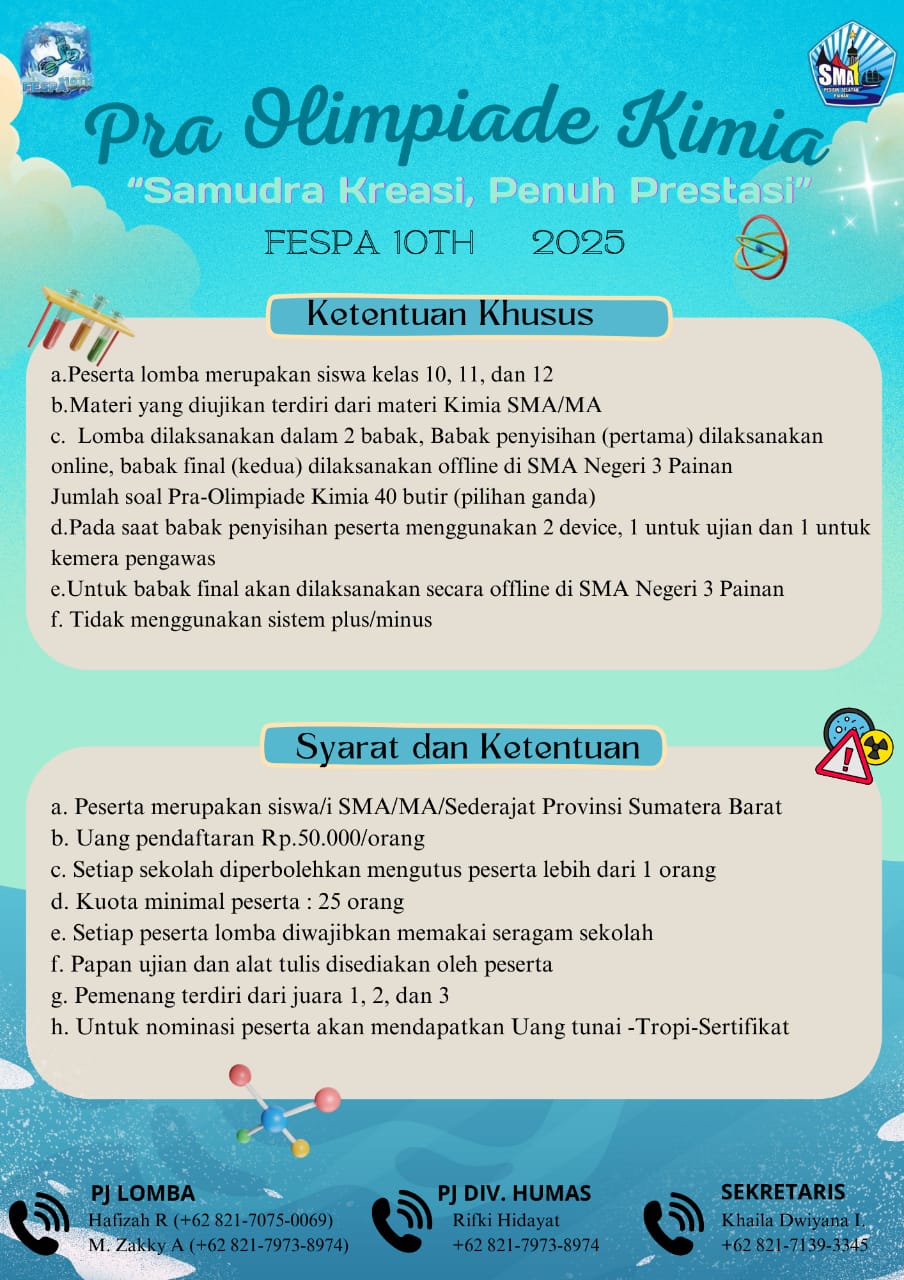 FESPA 10TH
SMA
PESISIR SELATAN
PAINAN
Pra Olimpiade Kimia
“Samudra Kreasi, Penuh Prestasi”
FESPA 10TH 2025
Ketentuan Khusus
a.Peserta lomba merupakan siswa kelas 10, 11, dan 12
b.Materi yang diujikan terdiri dari materi Kimia SMA/MA
c. Lomba dilaksanakan dalam 2 babak, Babak penyisihan (pertama) dilaksanakan
online, babak final (kedua) dilaksanakan offline di SMA Negeri 3 Painan
Jumlah soal Pra-Olimpiade Kimia 40 butir (pilihan ganda)
d.Pada saat babak penyisihan peserta menggunakan 2 device, 1 untuk ujian dan 1 untuk
kemera pengawas
e.Untuk babak final akan dilaksanakan secara offline di SMA Negeri 3 Painan
f. Tidak menggunakan sistem plus/minus
Syarat dan Ketentuan
a. Peserta merupakan siswa/i SMA/MA/Sederajat Provinsi Sumatera Barat
b. Uang pendaftaran Rp.50.000/orang
c. Setiap sekolah diperbolehkan mengutus peserta lebih dari 1 orang
d. Kuota minimal peserta : 25 orang
e. Setiap peserta lomba diwajibkan memakai seragam sekolah
f. Papan ujian dan alat tulis disediakan oleh peserta
g. Pemenang terdiri dari juara 1, 2, dan 3
h. Untuk nominasi peserta akan mendapatkan Uang tunai -Tropi-Sertifikat
PJ LOMBA
Hafizah R (+62 821-7075-0069)
M. Zakky A (+62 821-7973-8974)
PJ DIV. HUMAS
Rifki Hidayat
+62 821-7973-8974
SEKRETARIS
Khaila Dwiyana I.
+62 821-7139-3345